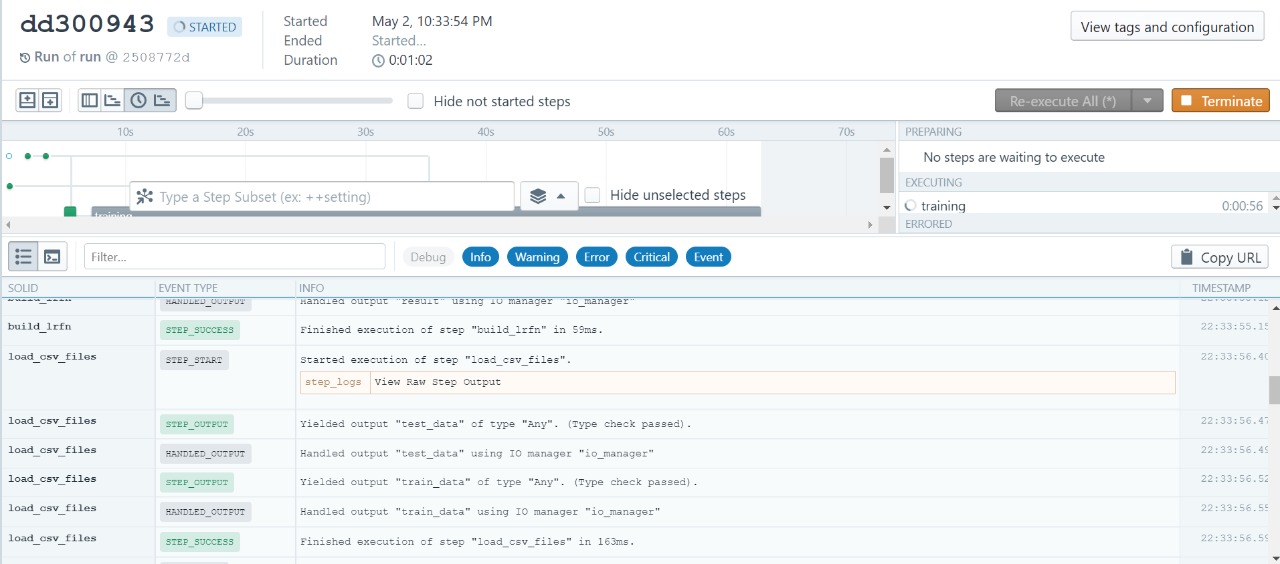 dd300943 STARTED
Run of run @ 2508772d
Started May 2, 10:33:54 PM
Ended Started...
Duration 0:01:02
View tags and configuration
Hide not started steps
Re-execute All (*)
Terminate
10s 20s 30s 40s 50s 60s 70s
PREPARING
No steps are waiting to execute
EXECUTING
training 0:00:56
ERRORED
Type a Step Subset (ex: ++setting)
Hide unselected steps
training
Filter...
Debug Info Warning Error Critical Event
Copy URL
SOLID EVENT TYPE INFO TIMESTAMP
build_lrfn HANDLED_OUTPUT Handled output "result" using IO manager "io_manager"
build_lrfn STEP_SUCCESS Finished execution of step "build_lrfn" in 59ms. 22:33:55.15
load_csv_files STEP_START Started execution of step "load_csv_files". 22:33:56.40
step_logs View Raw Step Output
load_csv_files STEP_OUTPUT Yielded output "test_data" of type "Any". (Type check passed). 22:33:56.47
load_csv_files HANDLED_OUTPUT Handled output "test_data" using IO manager "io_manager" 22:33:56.49
load_csv_files STEP_OUTPUT Yielded output "train_data" of type "Any". (Type check passed). 22:33:56.52
load_csv_files HANDLED_OUTPUT Handled output "train_data" using IO manager "io_manager" 22:33:56.55
load_csv_files STEP_SUCCESS Finished execution of step "load_csv_files" in 163ms. 22:33:56.59